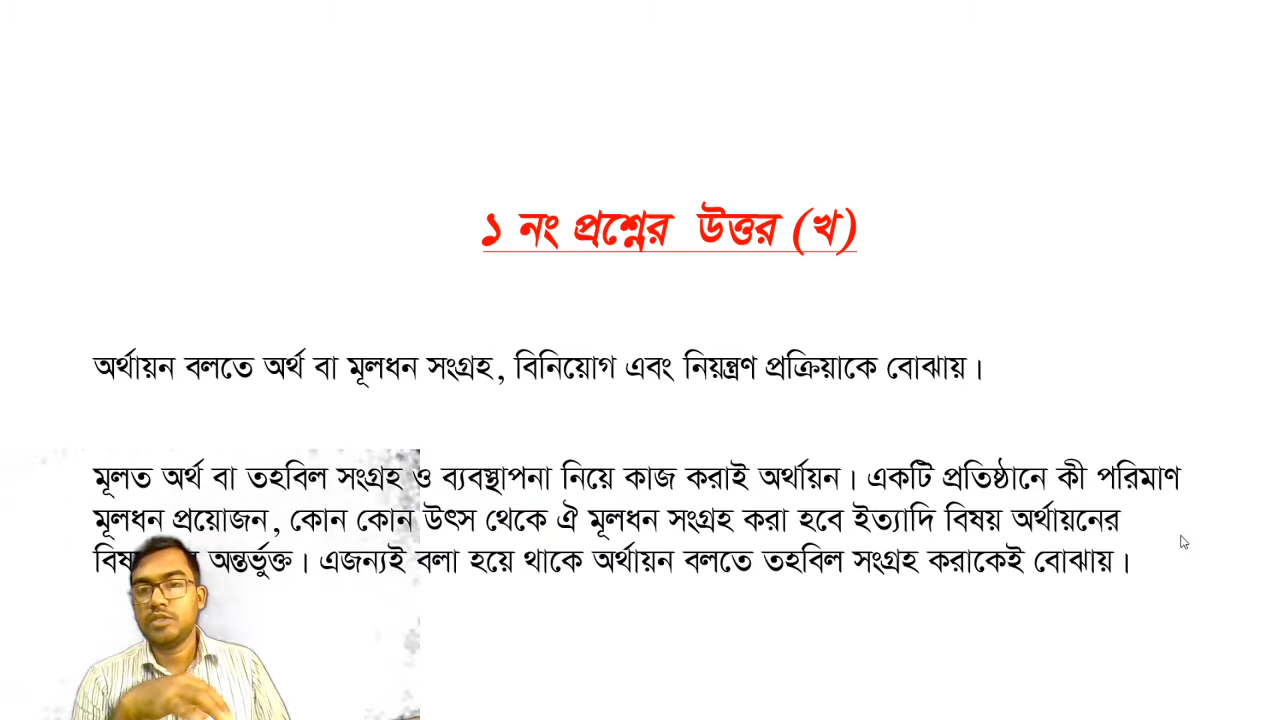 ১ নং প্রশ্নের উত্তর (খ)
অর্থায়ন বলতে অর্থ বা মূলধন সংগ্রহ, বিনিয়োগ এবং নিয়ন্ত্রণ প্রক্রিয়াকে বোঝায়।
মূলত অর্থ বা তহবিল সংগ্রহ ও ব্যবস্থাপনা নিয়ে কাজ করাই অর্থায়ন। একটি প্রতিষ্ঠানে কী পরিমাণ
মূলধন প্রয়োজন, কোন কোন উৎস থেকে ঐ মূলধন সংগ্রহ করা হবে ইত্যাদি বিষয় অর্থায়নের
অন্তর্ভুক্ত। এজন্যই বলা হয়ে থাকে অর্থায়ন বলতে তহবিল সংগ্রহ করাকেই বোঝায়।